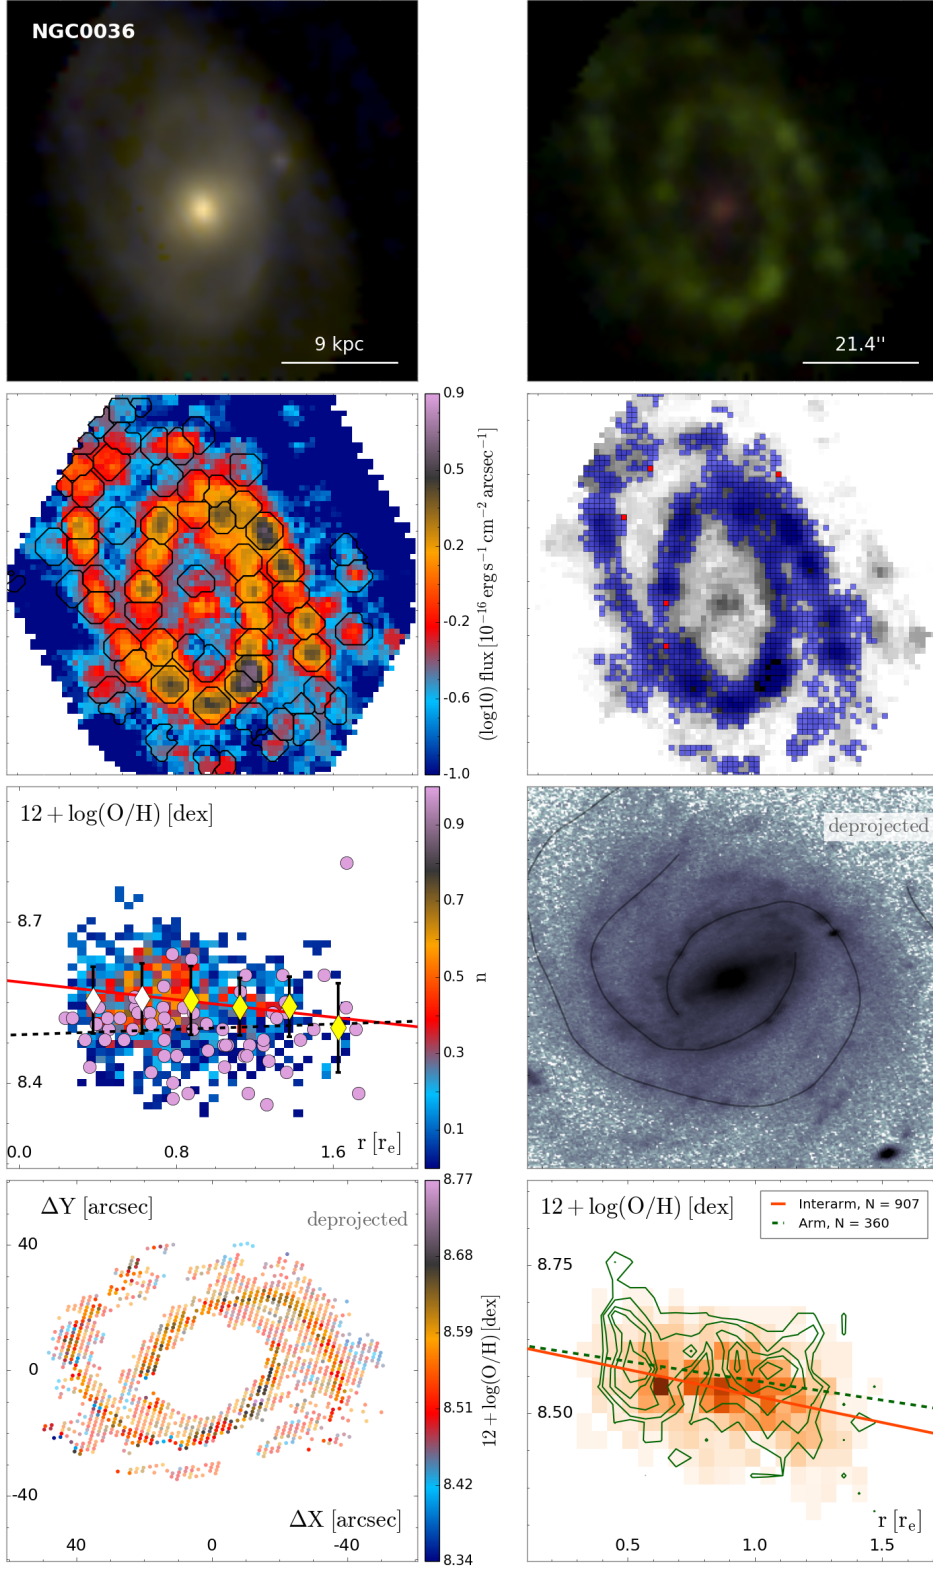 NGC0036
9 kpc
21.4''
0.9
0.5
0.2
-0.2
-0.6
-1.0
(log10) flux [10⁻¹⁶ erg s⁻¹ cm⁻² arcsec⁻¹]
12 + log(O/H) [dex]
8.7
8.4
0.0 0.8 1.6 r [rₑ]
0.9
0.7
0.5
0.3
0.1
n
deprojected
ΔY [arcsec]
deprojected
40
0
-40
ΔX [arcsec]
40 0 -40
8.77
8.68
8.59
8.51
8.42
8.34
12 + log(O/H) [dex]
12 + log(O/H) [dex]
Interarm, N = 907
Arm, N = 360
8.75
8.50
r [rₑ]
0.5 1.0 1.5